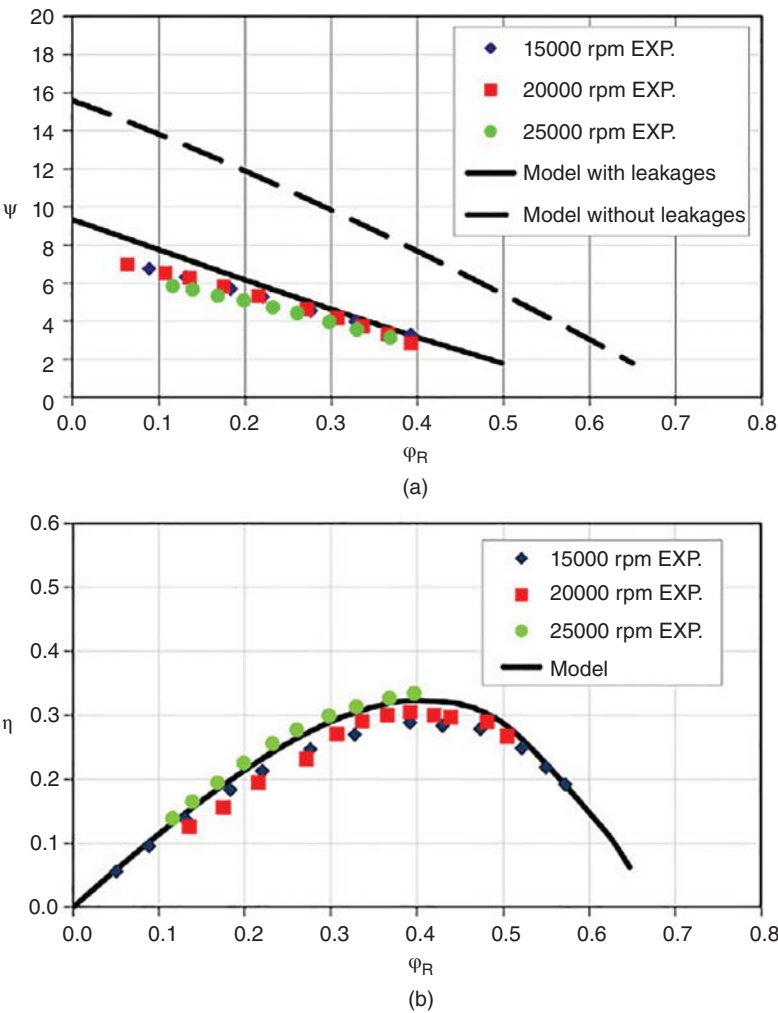 20
18
16
14
12
10
8
6
4
2
0
ψ
15000 rpm EXP.
20000 rpm EXP.
25000 rpm EXP.
Model with leakages
Model without leakages
0.0 0.1 0.2 0.3 0.4 0.5 0.6 0.7 0.8
φR
(a)
0.6
0.5
0.4
0.3
0.2
0.1
0.0
η
15000 rpm EXP.
20000 rpm EXP.
25000 rpm EXP.
Model
0.0 0.1 0.2 0.3 0.4 0.5 0.6 0.7 0.8
φR
(b)